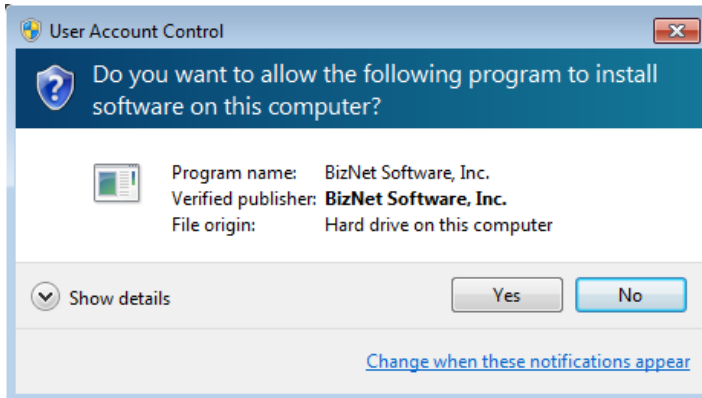 User Account Control
Do you want to allow the following program to install
software on this computer?
Program name: BizNet Software, Inc.
Verified publisher: BizNet Software, Inc.
File origin: Hard drive on this computer
Show details
Yes
No
Change when these notifications appear